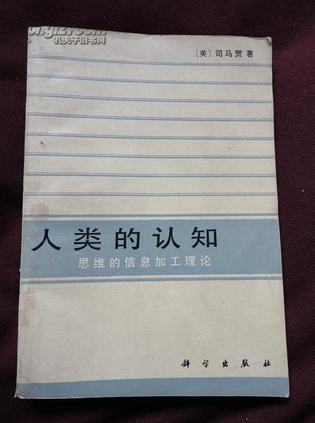 孔夫子旧书网
〔美〕司马贺著
人类的认知
思维的信息加工理论
科学出版社